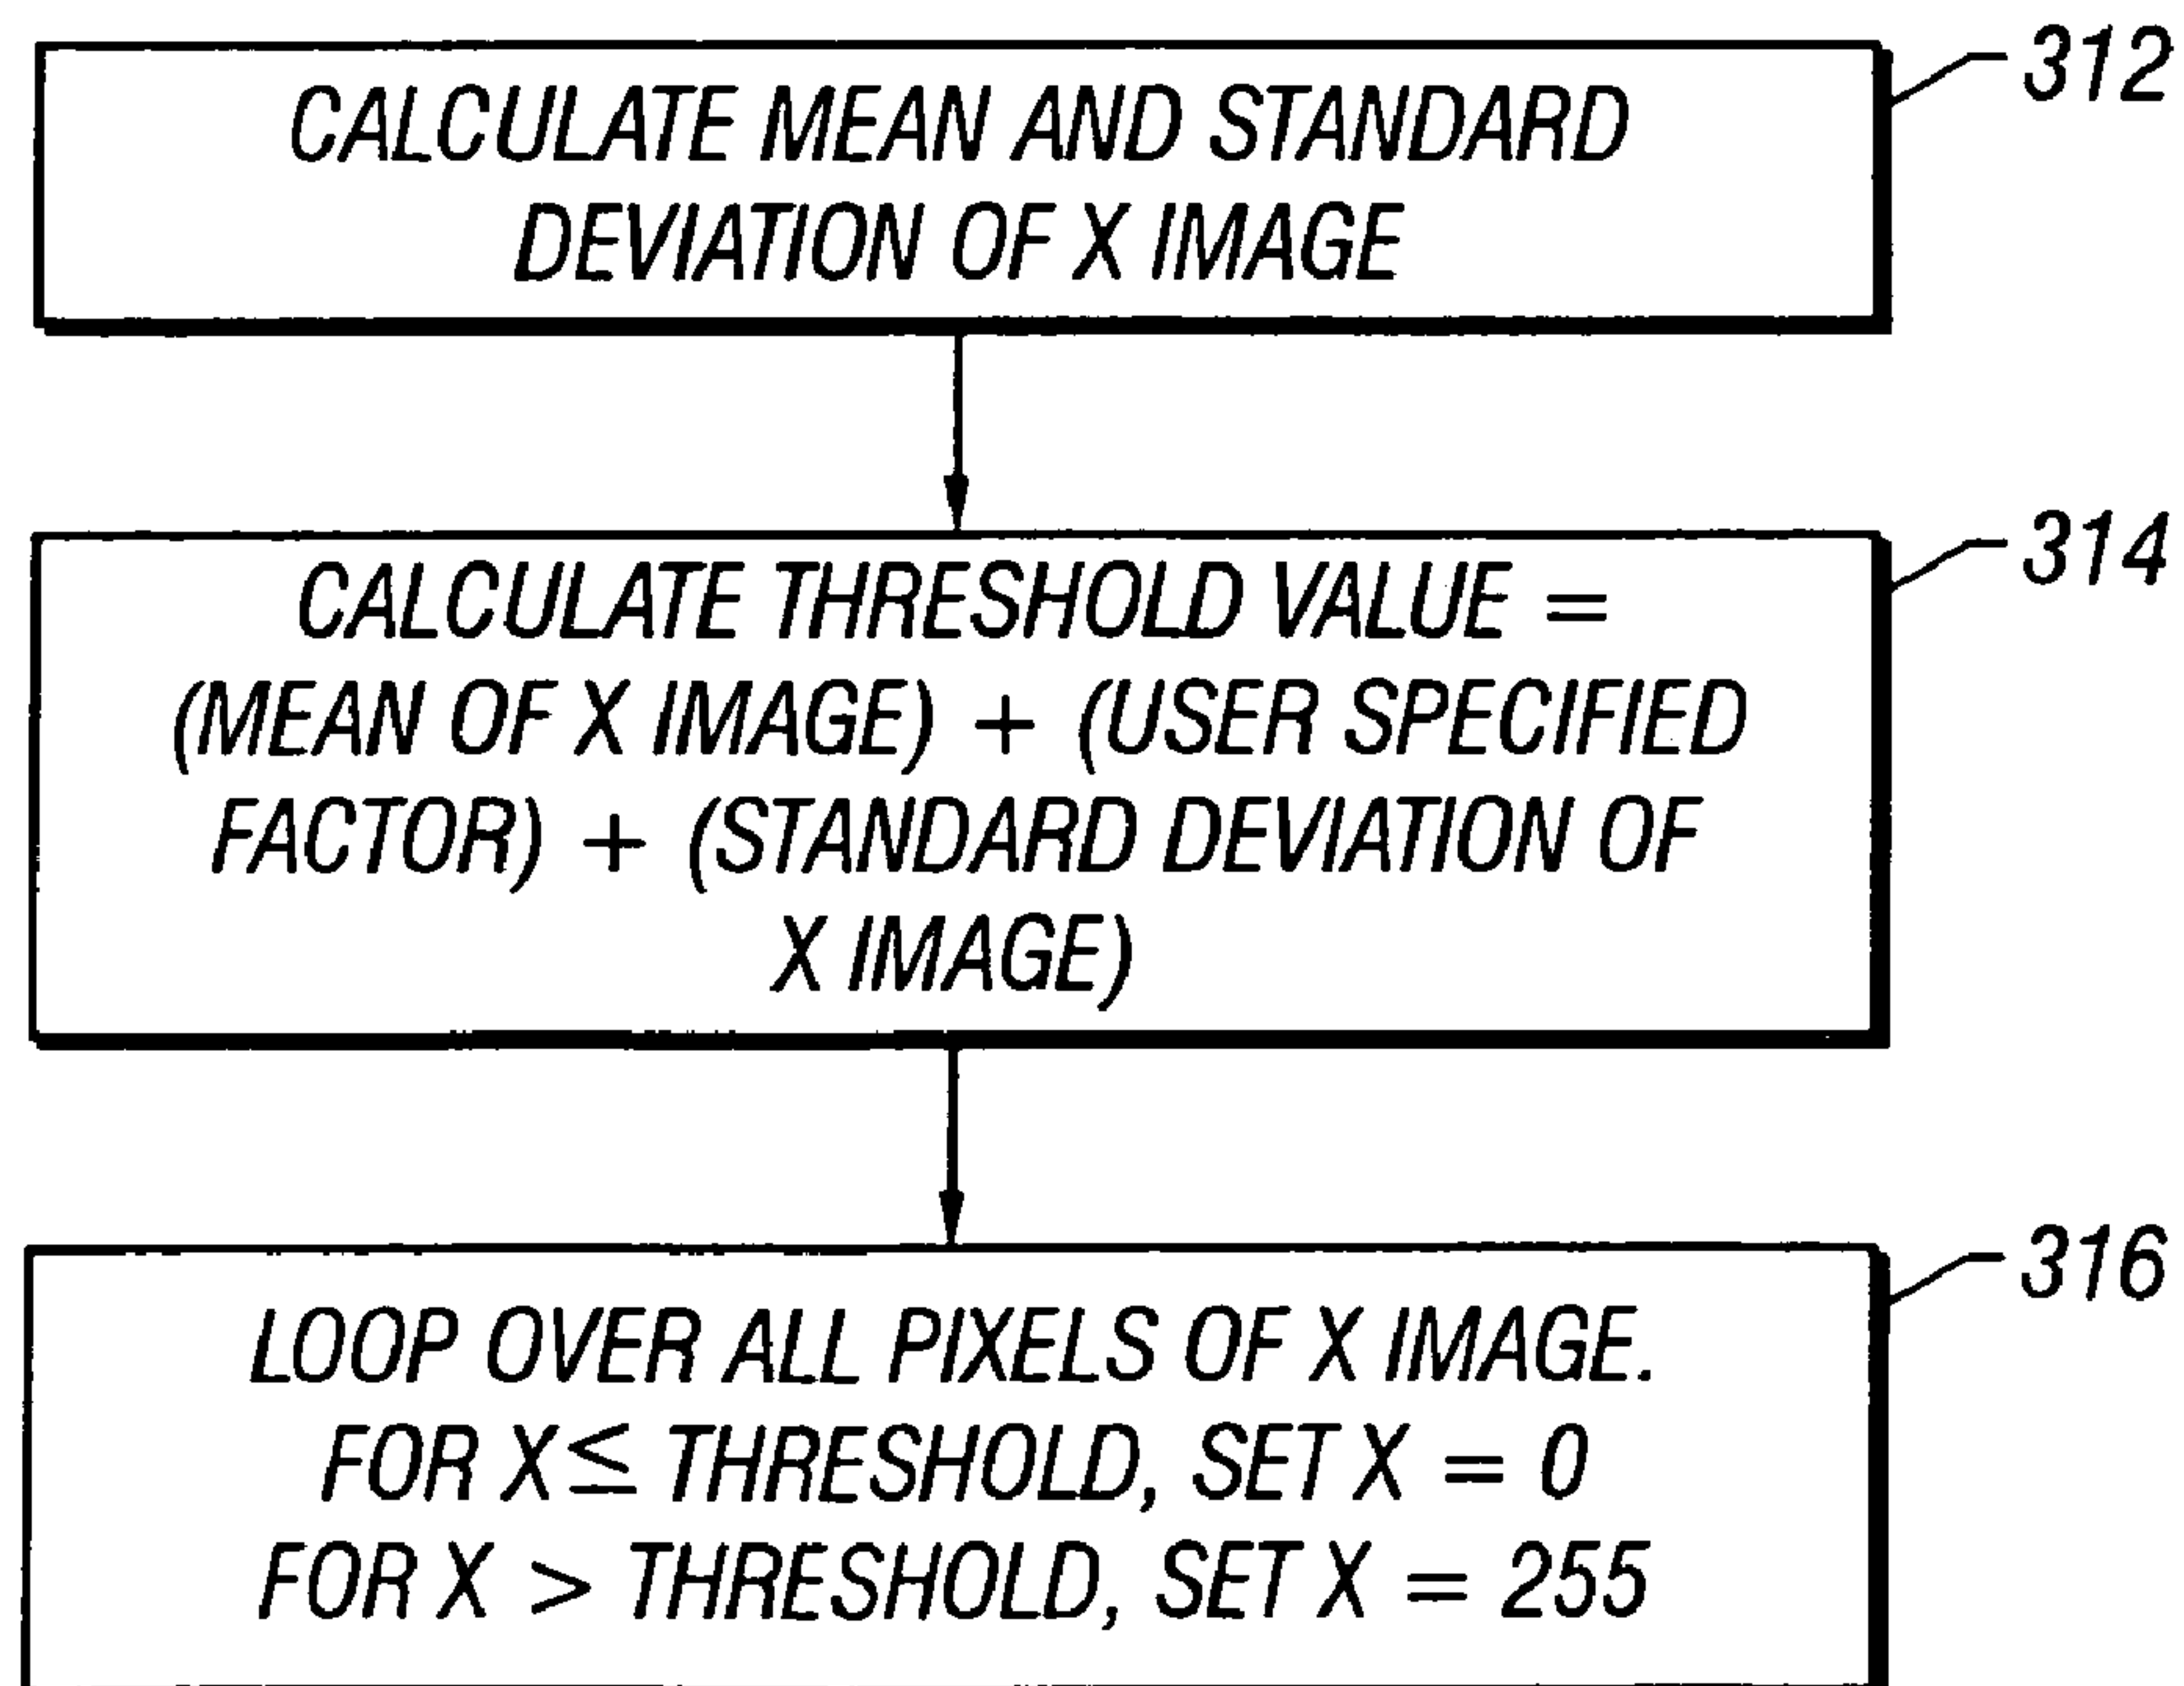 312
CALCULATE MEAN AND STANDARD
DEVIATION OF X IMAGE
314
CALCULATE THRESHOLD VALUE =
(MEAN OF X IMAGE) + (USER SPECIFIED
FACTOR) + (STANDARD DEVIATION OF
X IMAGE)
316
LOOP OVER ALL PIXELS OF X IMAGE.
FOR X ≤ THRESHOLD, SET X = 0
FOR X > THRESHOLD, SET X = 255